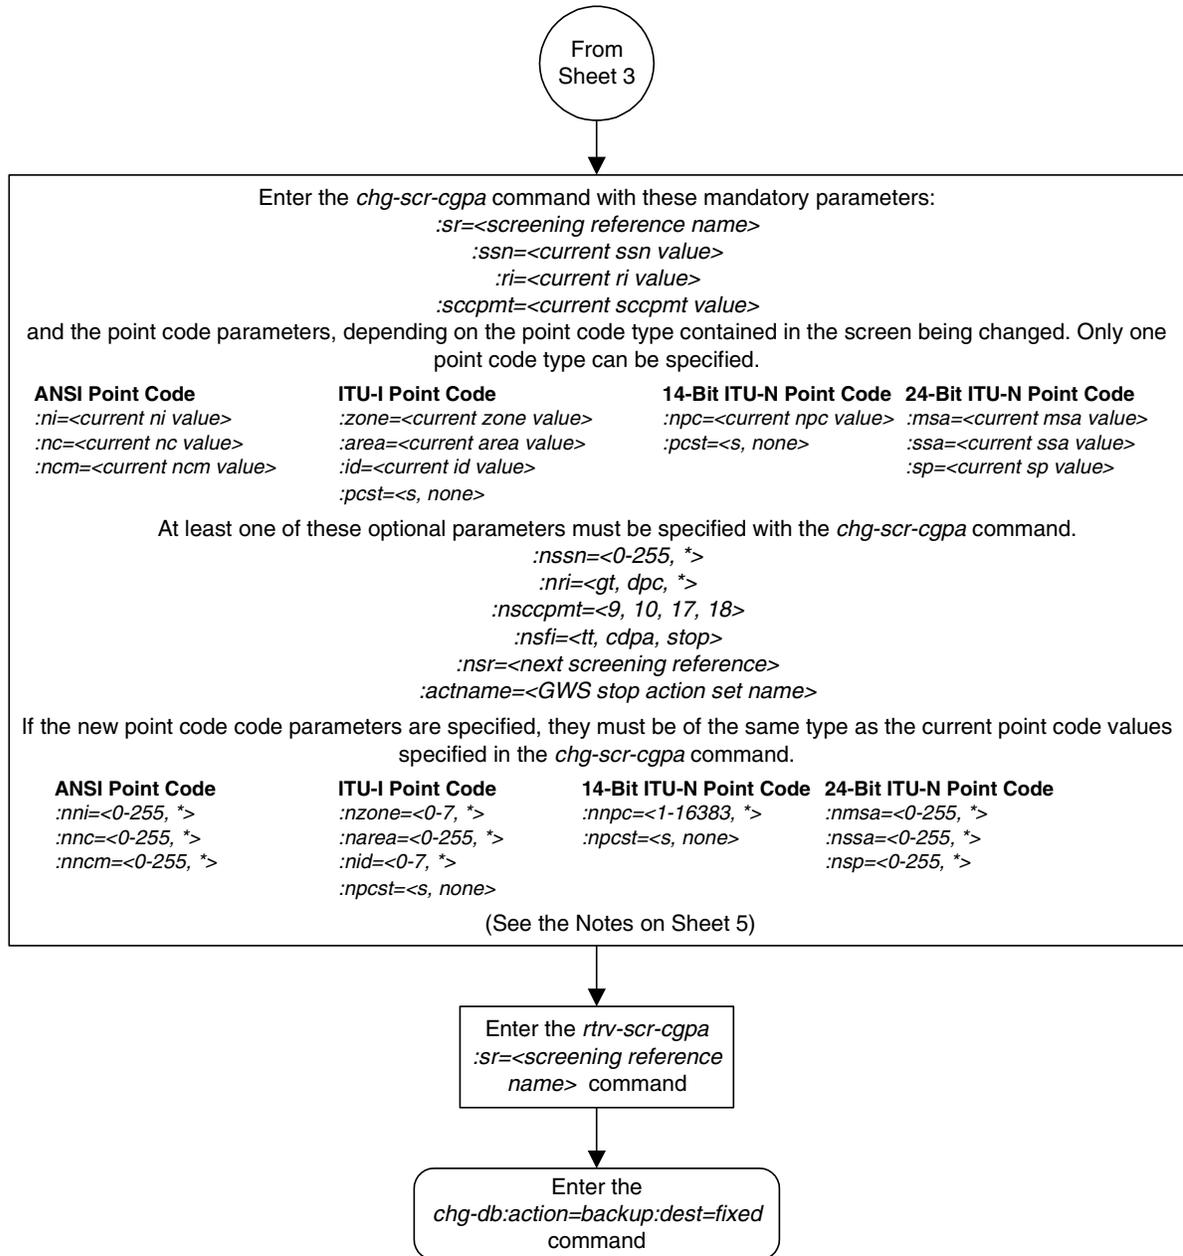 From
Sheet 3
Enter the chg-scr-cgpa command with these mandatory parameters:
:sr=<screening reference name>
:ssn=<current ssn value>
:ri=<current ri value>
:sccpmt=<current sccpmt value>
and the point code parameters, depending on the point code type contained in the screen being changed. Only one
point code type can be specified.
ANSI Point Code
:ni=<current ni value>
:nc=<current nc value>
:ncm=<current ncm value>
ITU-I Point Code
:zone=<current zone value>
:area=<current area value>
:id=<current id value>
:pcst=<s, none>
14-Bit ITU-N Point Code
:npc=<current npc value>
:pcst=<s, none>
24-Bit ITU-N Point Code
:msa=<current msa value>
:ssa=<current ssa value>
:sp=<current sp value>
At least one of these optional parameters must be specified with the chg-scr-cgpa command.
:nssn=<0-255, *>
:nri=<gt, dpc, *>
:nsccpmt=<9, 10, 17, 18>
:nsfi=<tt, cdpa, stop>
:nsr=<next screening reference>
:actname=<GWS stop action set name>
If the new point code code parameters are specified, they must be of the same type as the current point code values
specified in the chg-scr-cgpa command.
ANSI Point Code
:nni=<0-255, *>
:nnc=<0-255, *>
:nncm=<0-255, *>
ITU-I Point Code
:nzone=<0-7, *>
:narea=<0-255, *>
:nid=<0-7, *>
:npcst=<s, none>
14-Bit ITU-N Point Code
:nnpc=<1-16383, *>
:npcst=<s, none>
24-Bit ITU-N Point Code
:nmsa=<0-255, *>
:nssa=<0-255, *>
:nsp=<0-255, *>
(See the Notes on Sheet 5)
Enter the rtrv-scr-cgpa
:sr=<screening reference
name> command
Enter the
chg-db:action=backup:dest=fixed
command